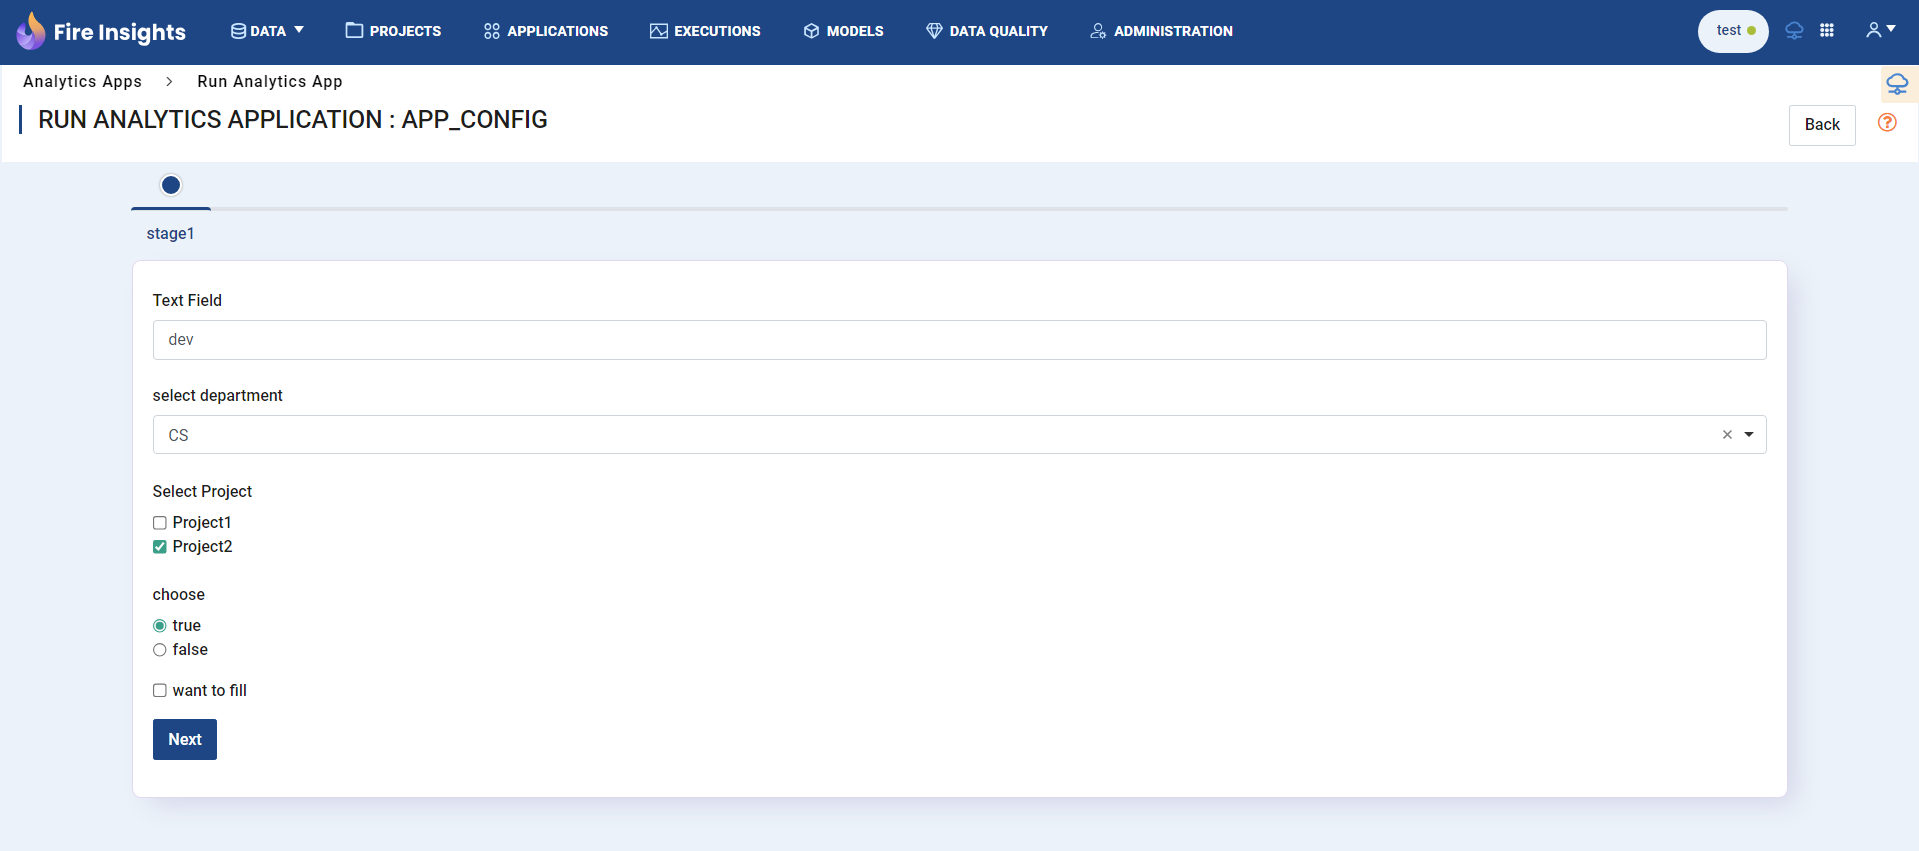 Fire Insights DATA PROJECTS APPLICATIONS EXECUTIONS MODELS DATA QUALITY ADMINISTRATION test
Analytics Apps > Run Analytics App
RUN ANALYTICS APPLICATION : APP_CONFIG
Back
stage1
Text Field
dev
select department
CS
Select Project
Project1
Project2
choose
true
false
want to fill
Next